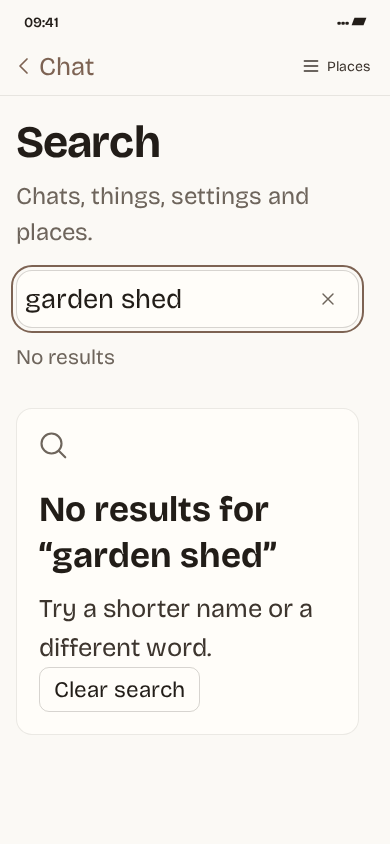 09:41
Chat
Places
Search
Chats, things, settings and
places.
garden shed
No results
No results for
“garden shed”
Try a shorter name or a
different word.
Clear search